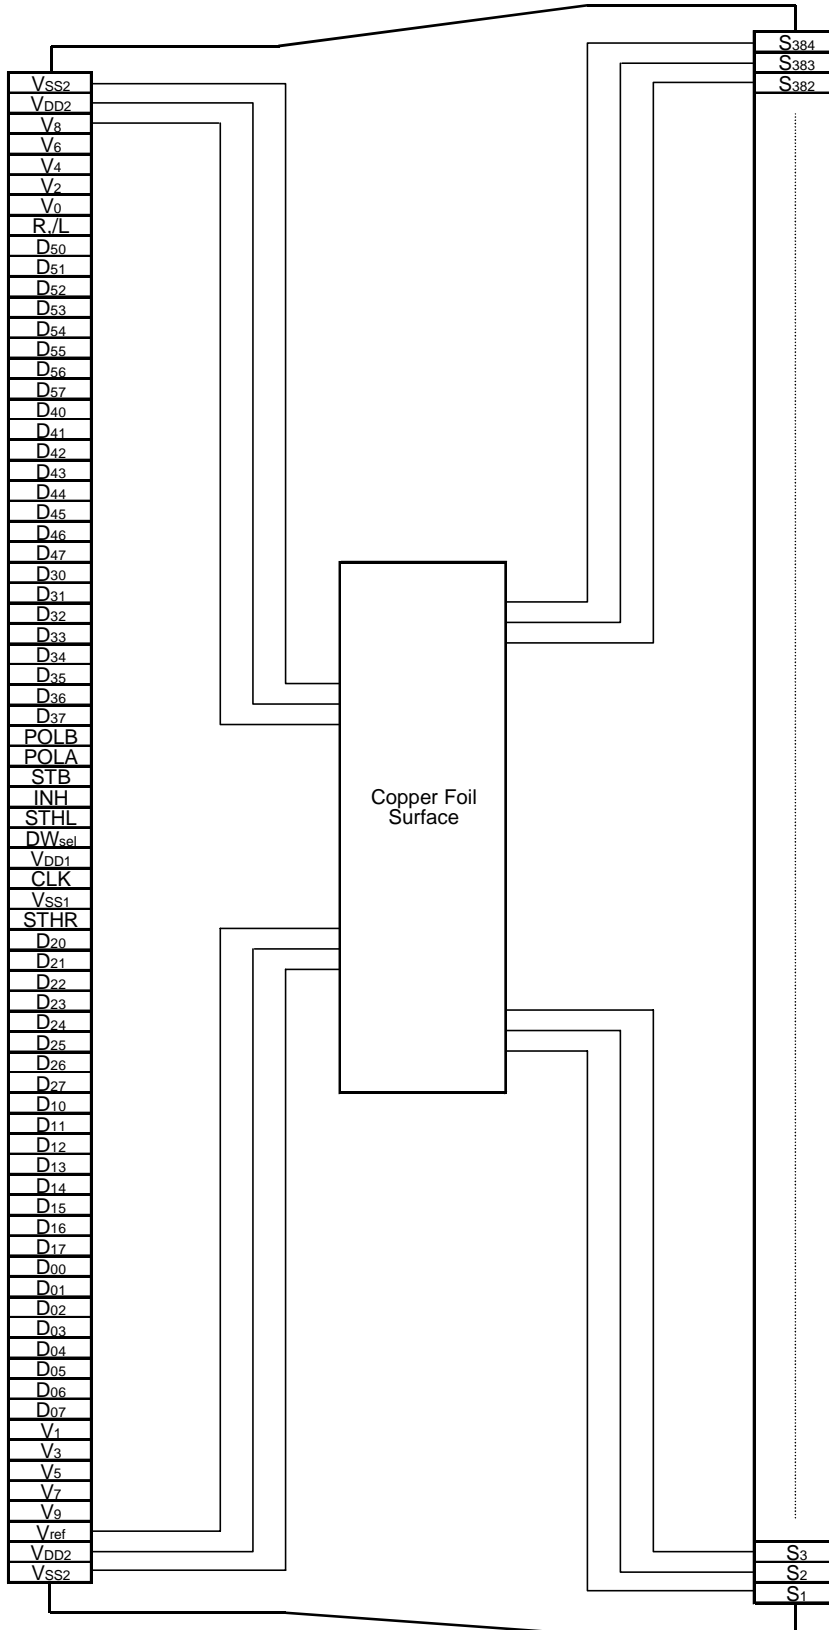 VSS2
VDD2
V8
V6
V4
V2
V0
R,/L
D50
D51
D52
D53
D54
D55
D56
D57
D40
D41
D42
D43
D44
D45
D46
D47
D30
D31
D32
D33
D34
D35
D36
D37
POLB
POLA
STB
INH
STHL
DWsel
VDD1
CLK
VSS1
STHR
D20
D21
D22
D23
D24
D25
D26
D27
D10
D11
D12
D13
D14
D15
D16
D17
D00
D01
D02
D03
D04
D05
D06
D07
V1
V3
V5
V7
V9
Vref
VDD2
VSS2
Copper Foil
Surface
S384
S383
S382
S3
S2
S1